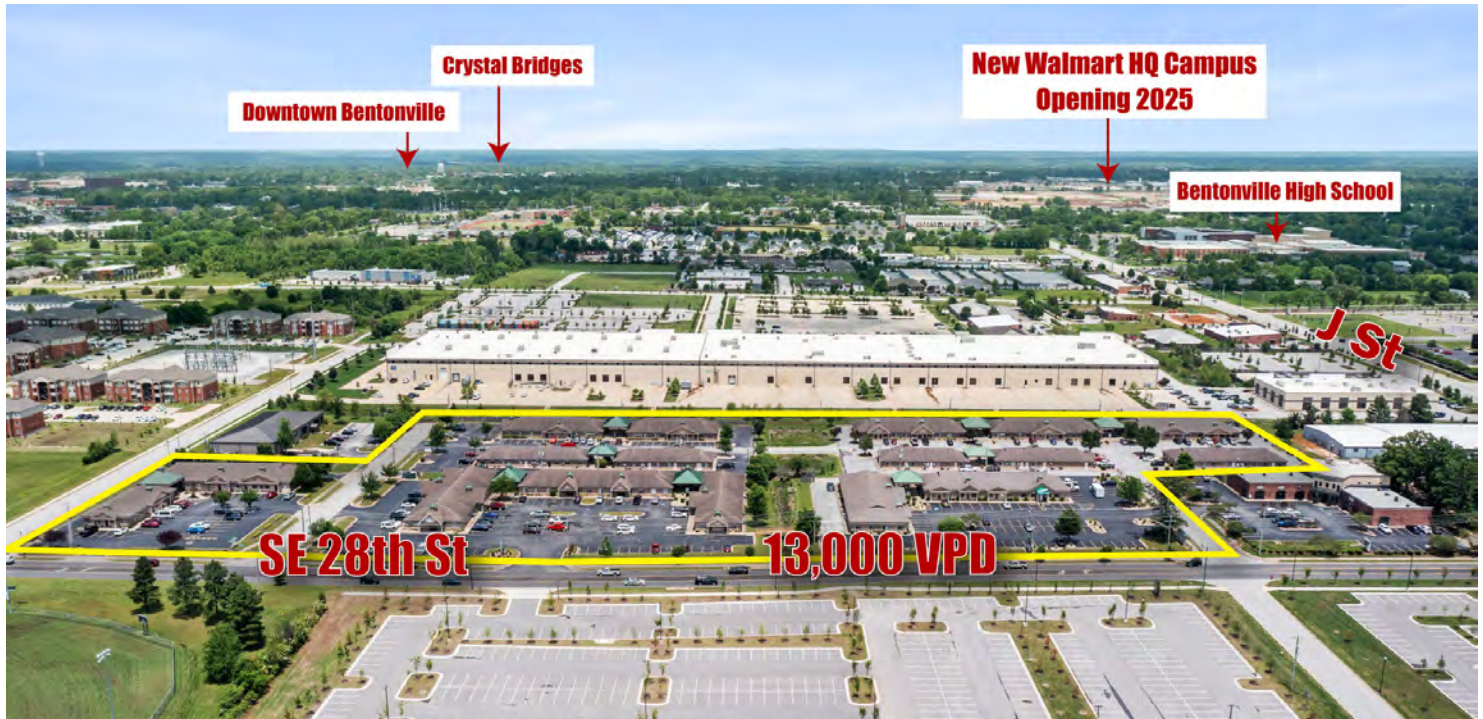 Crystal Bridges
New Walmart HQ Campus
Opening 2025
Downtown Bentonville
Bentonville High School
J St
SE 28th St
13,000 VPD